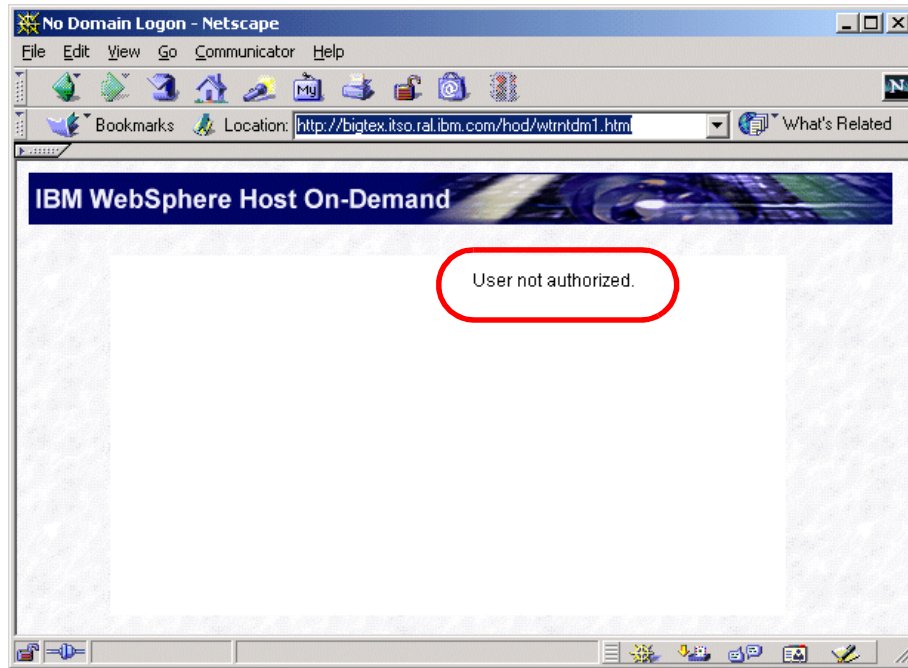 No Domain Logon - Netscape
File Edit View Go Communicator Help
My
N
Bookmarks Location: http://bigtex.itso.ral.ibm.com/hod/wtrntdm1.html What's Related
IBM WebSphere Host On-Demand
User not authorized.